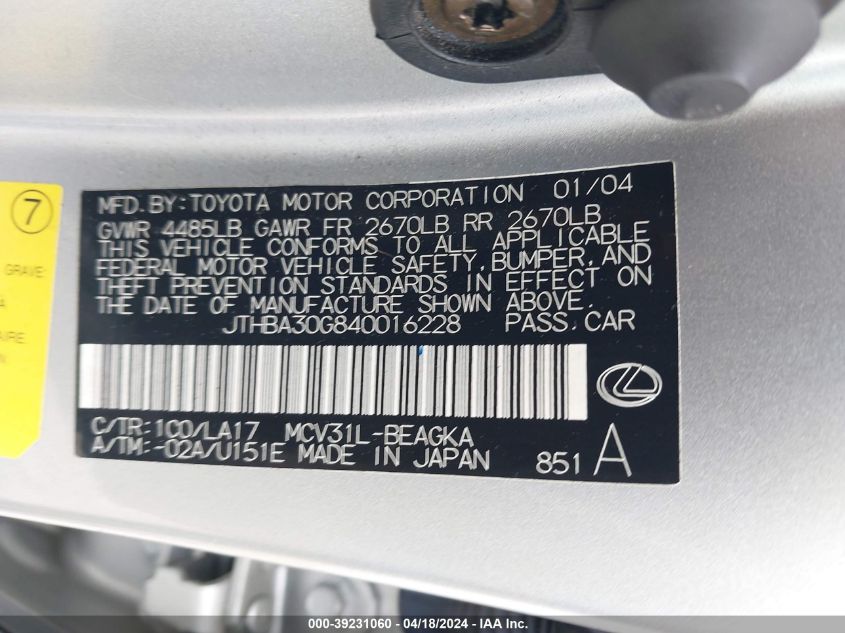 7
GRAVE:
AIRE
MFD.BY:TOYOTA MOTOR CORPORATION 01/04
GVWR 4485LB GAWR FR 2670LB RR 2670LB
THIS VEHICLE CONFORMS TO ALL APPLICABLE
FEDERAL MOTOR VEHICLE SAFETY,BUMPER,AND
THEFT PREVENTION STANDARDS IN EFFECT ON
THE DATE OF MANUFACTURE SHOWN ABOVE.
JTHBA30G840016228 PASS.CAR
C/TR:1C0/LA17 MCV31L-BEAGKA
A/TM:-02A/U151E MADE IN JAPAN 851 A
000-39231060 - 04/18/2024 - IAA Inc.